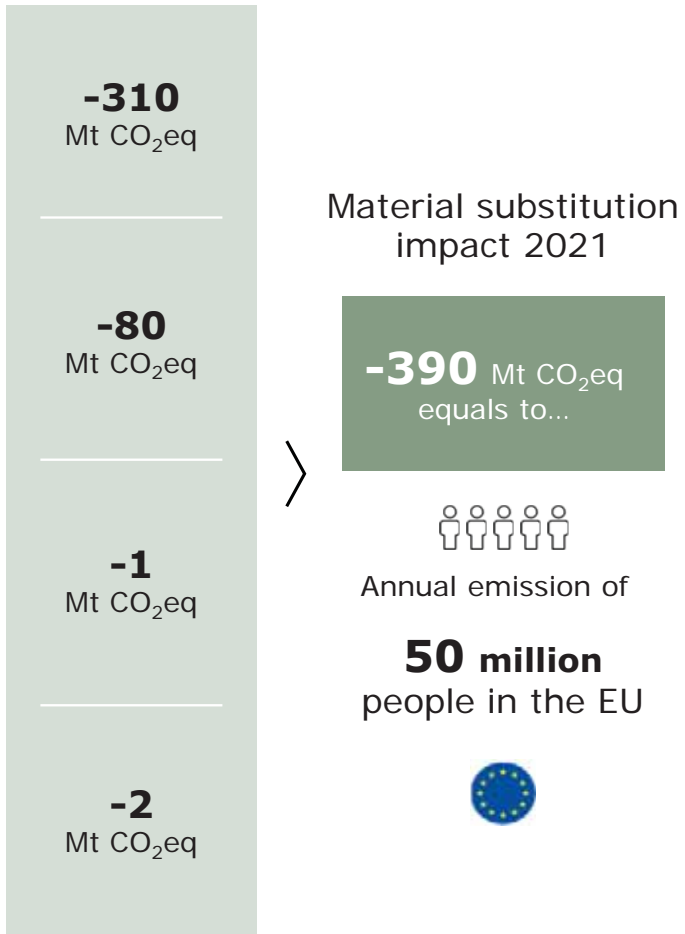 -310
Mt CO₂eq
-80
Mt CO₂eq
-1
Mt CO₂eq
-2
Mt CO₂eq
Material substitution
impact 2021
-390 Mt CO₂eq
equals to...
Annual emission of
50 million
people in the EU